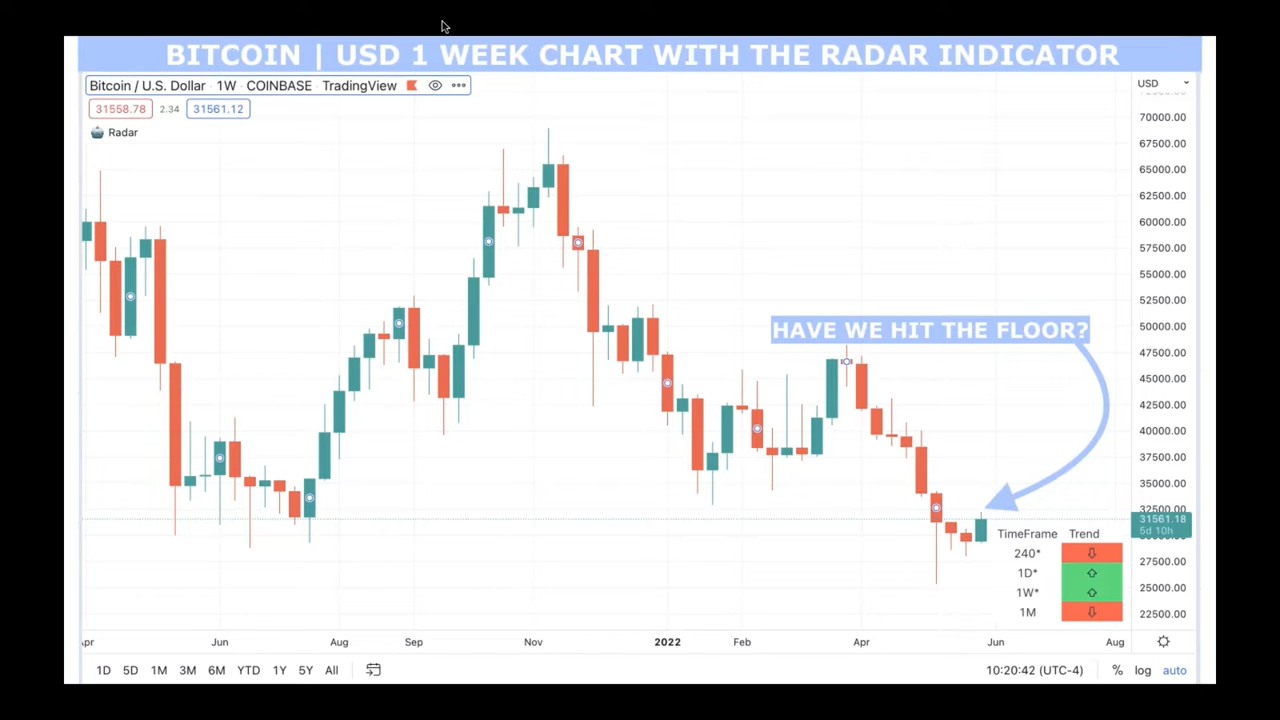 BITCOIN | USD 1 WEEK CHART WITH THE RADAR INDICATOR
Bitcoin / U.S. Dollar · 1W · COINBASE · TradingView
USD
31558.78 2.34 31561.12
Radar
70000.00
67500.00
65000.00
62500.00
60000.00
57500.00
55000.00
52500.00
50000.00
HAVE WE HIT THE FLOOR?
47500.00
45000.00
42500.00
40000.00
37500.00
35000.00
32500.00
31561.18
5d 10h
TimeFrame Trend
240*
27500.00
1D*
25000.00
1W*
1M
22500.00
Jun Aug Sep Nov 2022 Feb Apr Jun Aug
1D 5D 1M 3M 6M YTD 1Y 5Y All 10:20:42 (UTC-4) % log auto